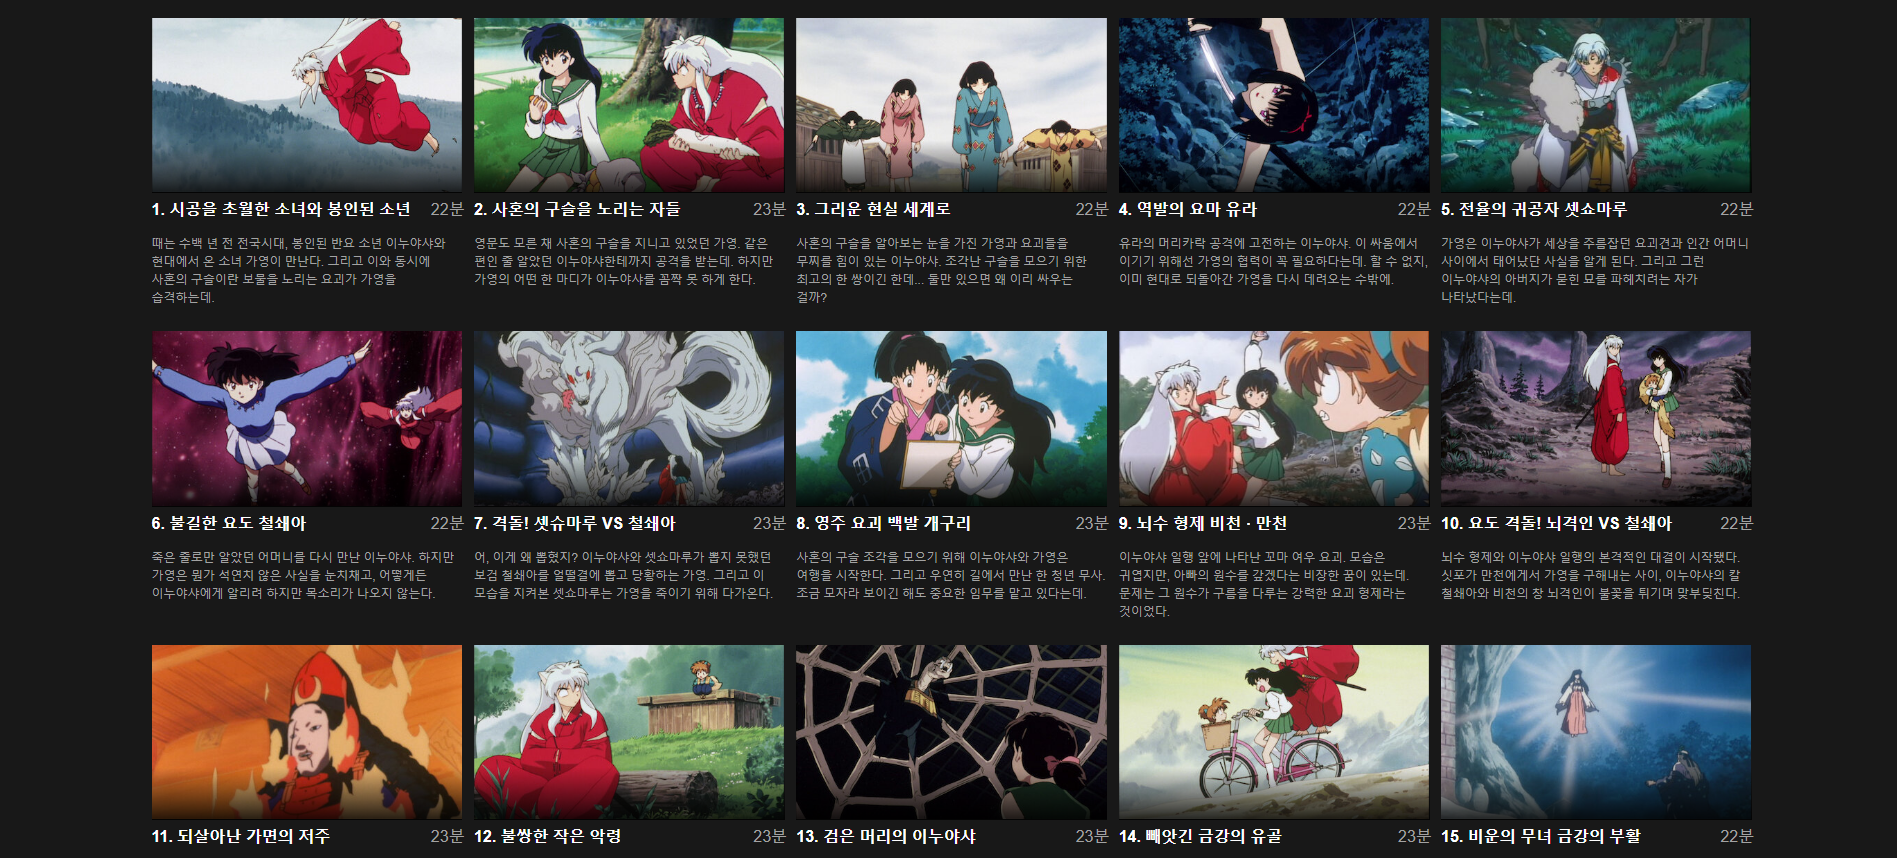 1. 시공을 초월한 소녀와 봉인된 소년 22분
때는 수백 년 전 전국시대, 봉인된 반요 소년 이누야샤와
현대에서 온 소녀 가영이 만난다. 그리고 이와 동시에
사혼의 구슬이란 보물을 노리는 요괴가 가영을
습격하는데.
2. 사혼의 구슬을 노리는 자들 23분
영문도 모른 채 사혼의 구슬을 지니고 있었던 가영. 같은
편인 줄 알았던 이누야샤한테까지 공격을 받는데. 하지만
가영의 어떤 한 마디가 이누야샤를 꼼짝 못 하게 한다.
3. 그리운 현실 세계로 22분
사혼의 구슬을 알아보는 눈을 가진 가영과 요괴들을
무찌를 힘이 있는 이누야샤. 조각난 구슬을 모으기 위한
최고의 한 쌍이긴 한데... 둘만 있으면 왜 이리 싸우는
걸까?
4. 역발의 요마 유라 22분
유라의 머리카락 공격에 고전하는 이누야샤. 이 싸움에서
이기기 위해선 가영의 협력이 꼭 필요하다는데. 할 수 없지,
이미 현대로 되돌아간 가영을 다시 데려오는 수밖에.
5. 전율의 귀공자 셋쇼마루 22분
가영은 이누야샤가 세상을 주름잡던 요괴견과 인간 어머니
사이에서 태어났단 사실을 알게 된다. 그리고 그런
이누야샤의 아버지가 묻힌 묘를 파헤치려는 자가
나타났다는데.
6. 불길한 요도 철쇄아 22분
죽은 줄로만 알았던 어머니를 다시 만난 이누야샤. 하지만
가영은 뭔가 석연치 않은 사실을 눈치채고, 어떻게든
이누야샤에게 알리려 하지만 목소리가 나오지 않는다.
7. 격돌! 셋슈마루 VS 철쇄아 23분
어, 이게 왜 뽑혔지? 이누야샤와 셋쇼마루가 뽑지 못했던
보검 철쇄아를 얼떨결에 뽑고 당황하는 가영. 그리고 이
모습을 지켜본 셋쇼마루는 가영을 죽이기 위해 다가온다.
8. 영주 요괴 백발 개구리 23분
사혼의 구슬 조각을 모으기 위해 이누야샤와 가영은
여행을 시작한다. 그리고 우연히 길에서 만난 한 청년 무사.
조금 모자라 보이긴 해도 중요한 임무를 맡고 있다는데.
9. 뇌수 형제 비천 · 만천 23분
이누야샤 일행 앞에 나타난 꼬마 여우 요괴. 모습은
귀엽지만, 아빠의 원수를 갚겠다는 비장한 꿈이 있는데.
문제는 그 원수가 구름을 다루는 강력한 요괴 형제라는
것이었다.
10. 요도 격돌! 뇌격인 VS 철쇄아 22분
뇌수 형제와 이누야샤 일행의 본격적인 대결이 시작됐다.
싯포가 만천에게서 가영을 구해내는 사이, 이누야샤의 칼
철쇄아와 비천의 창 뇌격인이 불꽃을 튀기며 맞부딪친다.
11. 되살아난 가면의 저주 23분
12. 불쌍한 작은 악령 23분
13. 검은 머리의 이누야샤 23분
14. 빼앗긴 금강의 유골 23분
15. 비운의 무녀 금강의 부활 22분